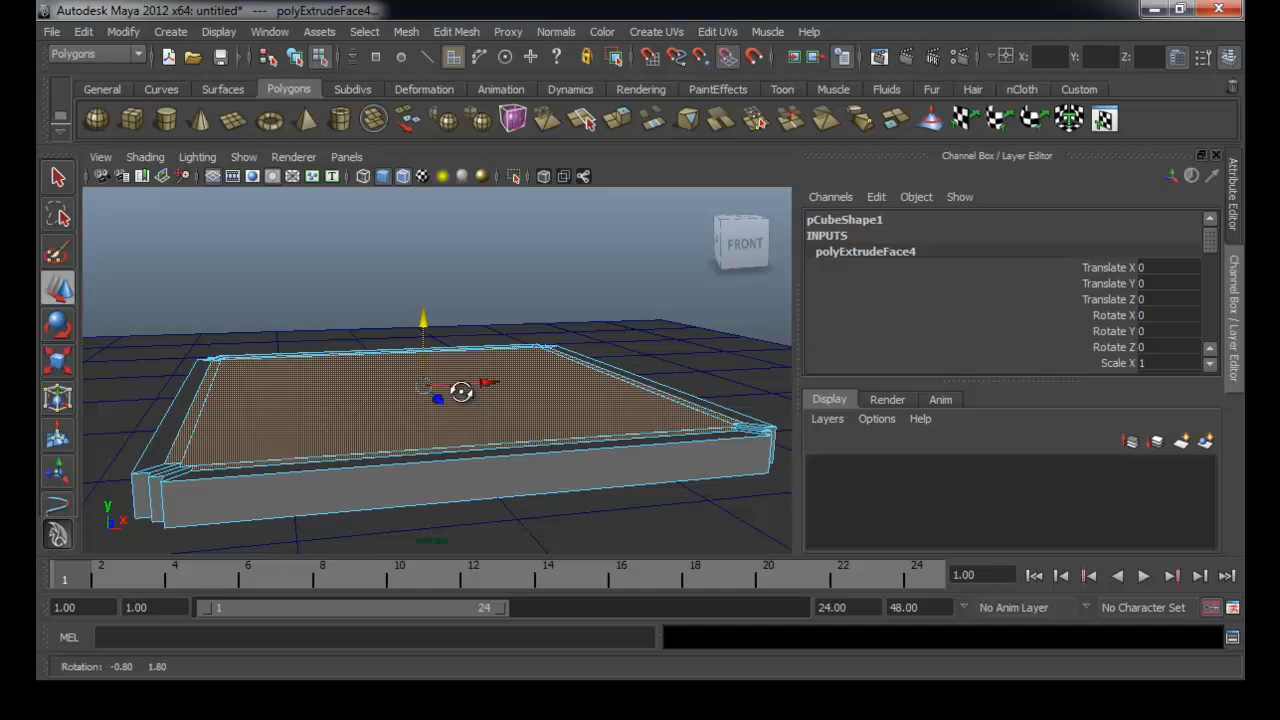 Autodesk Maya 2012 x64: untitled* --- polyExtrudeFace4...
File Edit Modify Create Display Window Assets Select Mesh Edit Mesh Proxy Normals Color Create UVs Edit UVs Muscle Help
Polygons X: Y: Z:
General Curves Surfaces Polygons Subdivs Deformation Animation Dynamics Rendering PaintEffects Toon Muscle Fluids Fur Hair nCloth Custom
View Shading Lighting Show Renderer Panels
Channel Box / Layer Editor
Channels Edit Object Show
pCubeShape1
INPUTS
polyExtrudeFace4
Translate X 0
Translate Y 0
Translate Z 0
Rotate X 0
Rotate Y 0
Rotate Z 0
Scale X 1
FRONT
y
x
Display Render Anim
Layers Options Help
Attribute Editor
Channel Box / Layer Editor
1 2 4 6 8 10 12 14 16 18 20 22 24 1.00
1.00 1.00 1 24 24.00 48.00 No Anim Layer No Character Set
MEL
Rotation: -0.80 1.80